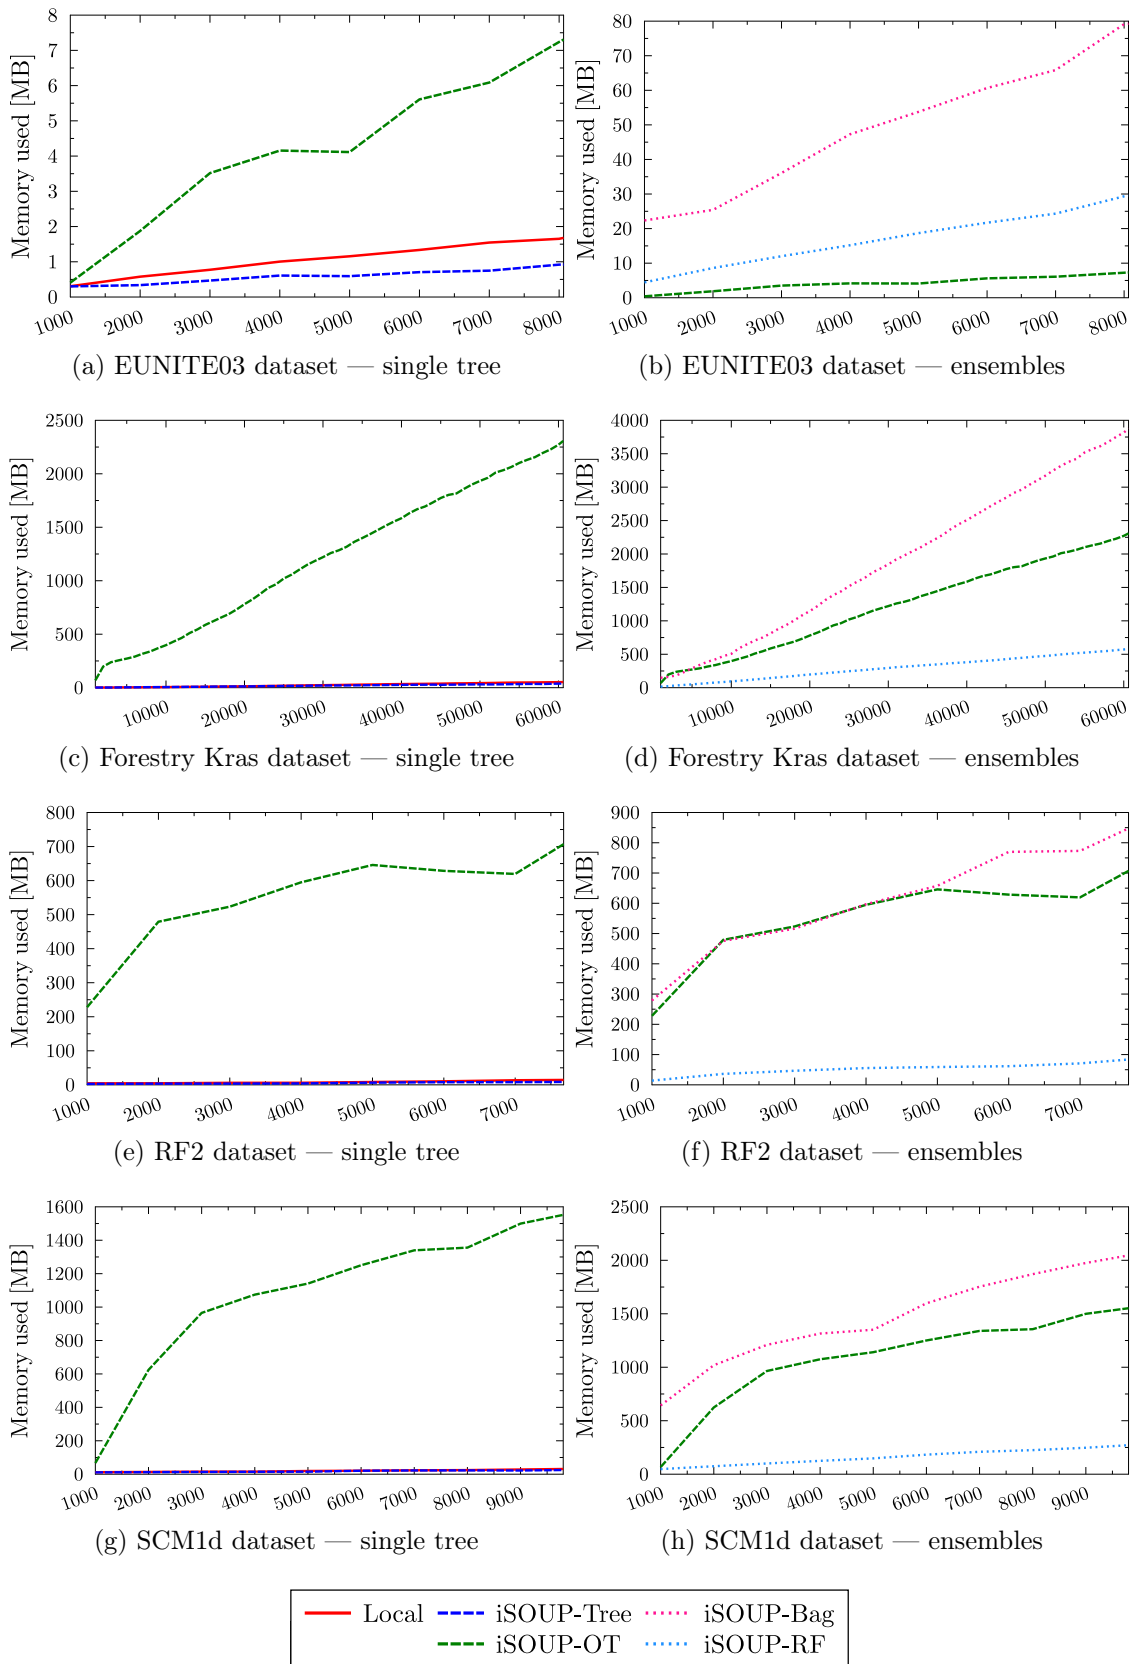 8
7
6
5
4
3
2
1
0
Memory used [MB]
1000 2000 3000 4000 5000 6000 7000 8000
(a) EUNITE03 dataset — single tree
80
70
60
50
40
30
20
10
0
Memory used [MB]
1000 2000 3000 4000 5000 6000 7000 8000
(b) EUNITE03 dataset — ensembles
2500
2000
1500
1000
500
0
Memory used [MB]
10000 20000 30000 40000 50000 60000
(c) Forestry Kras dataset — single tree
4000
3500
3000
2500
2000
1500
1000
500
0
Memory used [MB]
10000 20000 30000 40000 50000 60000
(d) Forestry Kras dataset — ensembles
800
700
600
500
400
300
200
100
0
Memory used [MB]
1000 2000 3000 4000 5000 6000 7000
(e) RF2 dataset — single tree
900
800
700
600
500
400
300
200
100
0
Memory used [MB]
1000 2000 3000 4000 5000 6000 7000
(f) RF2 dataset — ensembles
1600
1400
1200
1000
800
600
400
200
0
Memory used [MB]
1000 2000 3000 4000 5000 6000 7000 8000 9000
(g) SCM1d dataset — single tree
2500
2000
1500
1000
500
0
Memory used [MB]
1000 2000 3000 4000 5000 6000 7000 8000 9000
(h) SCM1d dataset — ensembles
Local iSOUP-Tree iSOUP-Bag
iSOUP-OT iSOUP-RF